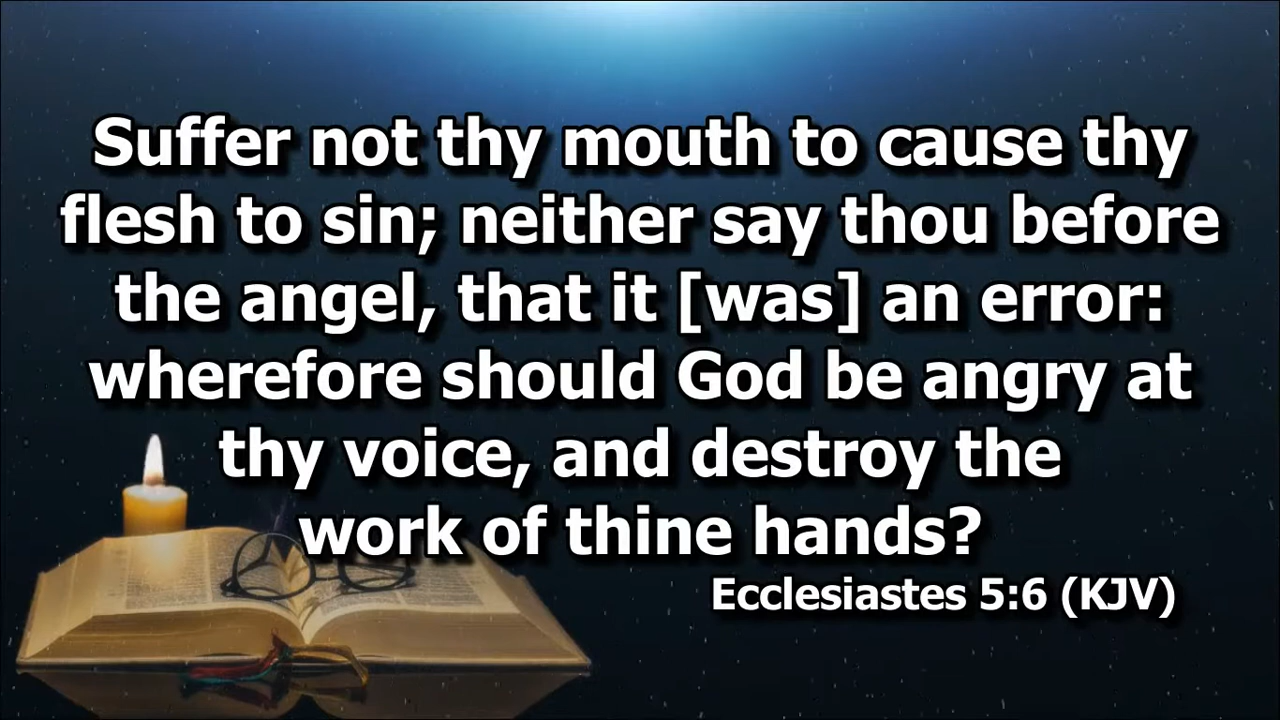 Suffer not thy mouth to cause thy
flesh to sin; neither say thou before
the angel, that it [was] an error:
wherefore should God be angry at
thy voice, and destroy the
work of thine hands?
Ecclesiastes 5:6 (KJV)